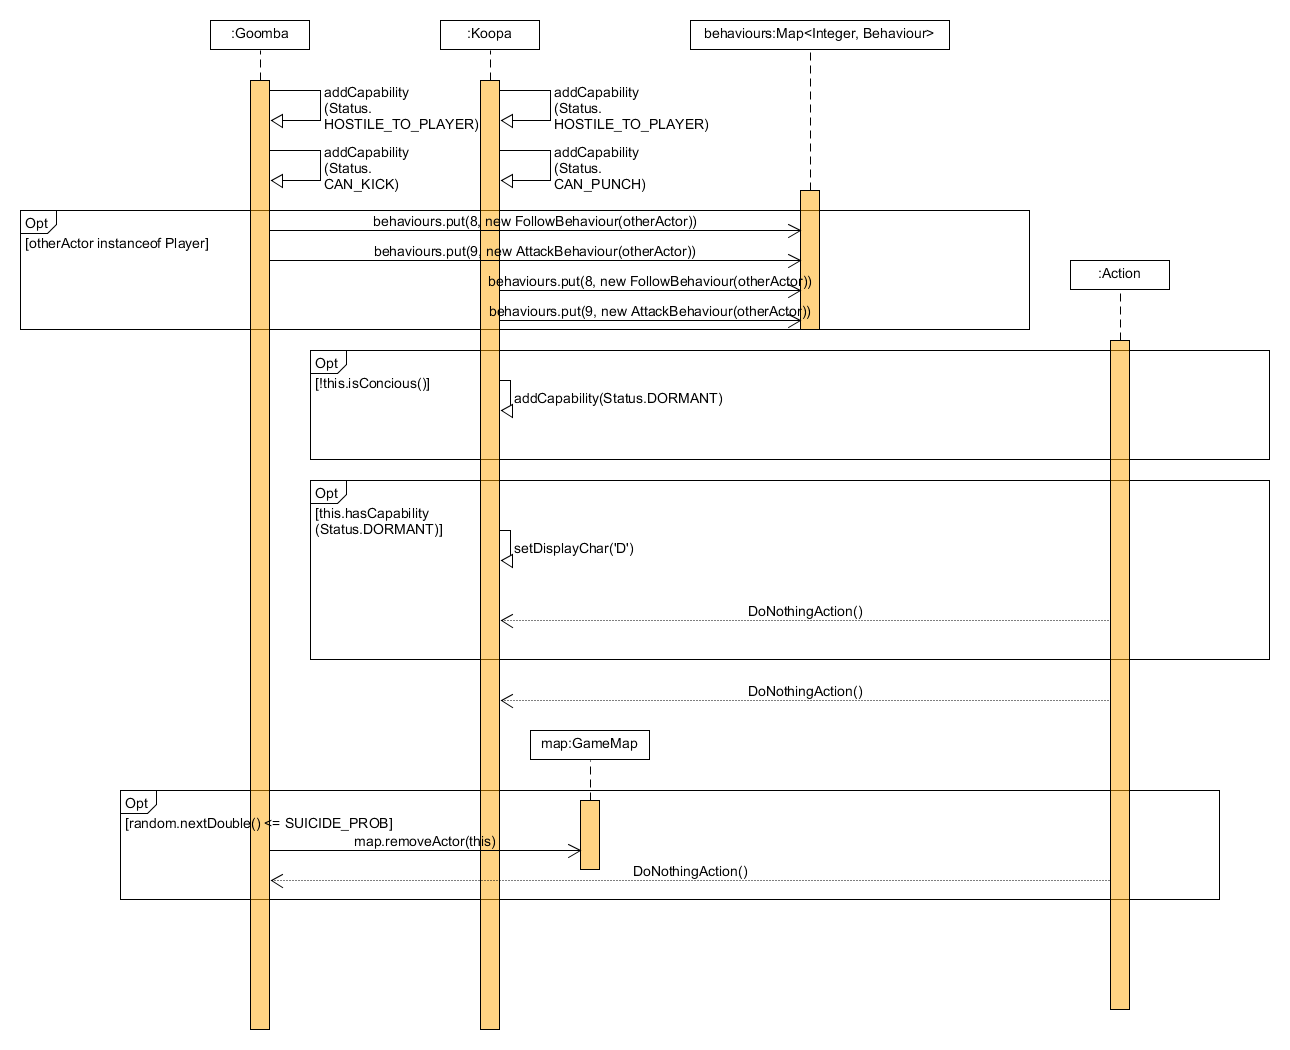 :Goomba
:Koopa
behaviours:Map<Integer, Behaviour>
addCapability
(Status.
HOSTILE_TO_PLAYER)
addCapability
(Status.
HOSTILE_TO_PLAYER)
addCapability
(Status.
CAN_KICK)
addCapability
(Status.
CAN_PUNCH)
Opt
[otherActor instanceof Player]
behaviours.put(8, new FollowBehaviour(otherActor))
behaviours.put(9, new AttackBehaviour(otherActor))
behaviours.put(8, new FollowBehaviour(otherActor))
behaviours.put(9, new AttackBehaviour(otherActor))
:Action
Opt
[!this.isConcious()]
addCapability(Status.DORMANT)
Opt
[this.hasCapability
(Status.DORMANT)]
setDisplayChar('D')
DoNothingAction()
DoNothingAction()
map:GameMap
Opt
[random.nextDouble() <= SUICIDE_PROB]
map.removeActor(this)
DoNothingAction()